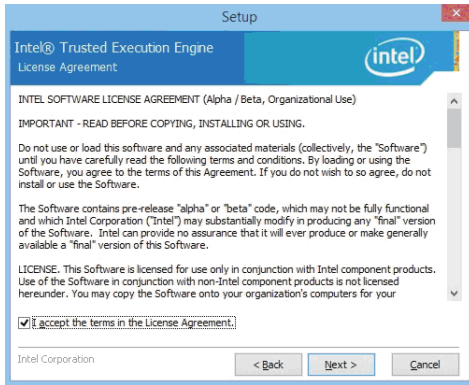 Setup
Intel® Trusted Execution Engine
License Agreement
intel
INTEL SOFTWARE LICENSE AGREEMENT (Alpha / Beta, Organizational Use)
IMPORTANT - READ BEFORE COPYING, INSTALLING OR USING.
Do not use or load this software and any associated materials (collectively, the "Software")
until you have carefully read the following terms and conditions. By loading or using the
Software, you agree to the terms of this Agreement. If you do not wish to so agree, do not
install or use the Software.
The Software contains pre-release "alpha" or "beta" code, which may not be fully functional
and which Intel Corporation ("Intel") may substantially modify in producing any "final" version
of the Software. Intel can provide no assurance that it will ever produce or make generally
available a "final" version of this Software.
LICENSE. This Software is licensed for use only in conjunction with Intel component products.
Use of the Software in conjunction with non-Intel component products is not licensed
hereunder. You may copy the Software onto your organization's computers for your
I accept the terms in the License Agreement.
Intel Corporation
< Back
Next >
Cancel